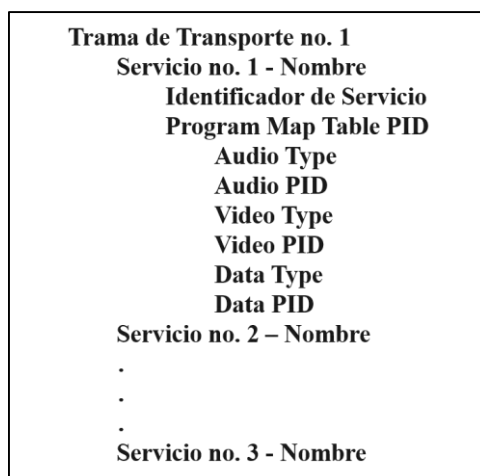 Trama de Transporte no. 1
Servicio no. 1 - Nombre
Identificador de Servicio
Program Map Table PID
Audio Type
Audio PID
Video Type
Video PID
Data Type
Data PID
Servicio no. 2 – Nombre
.
.
.
Servicio no. 3 - Nombre